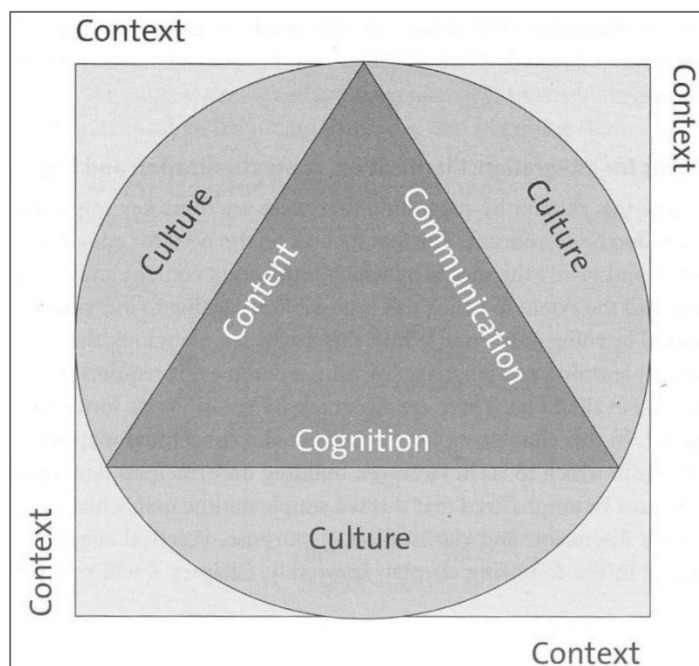 Context
Context
Culture
Culture
Content
Communication
Cognition
Culture
Context
Context